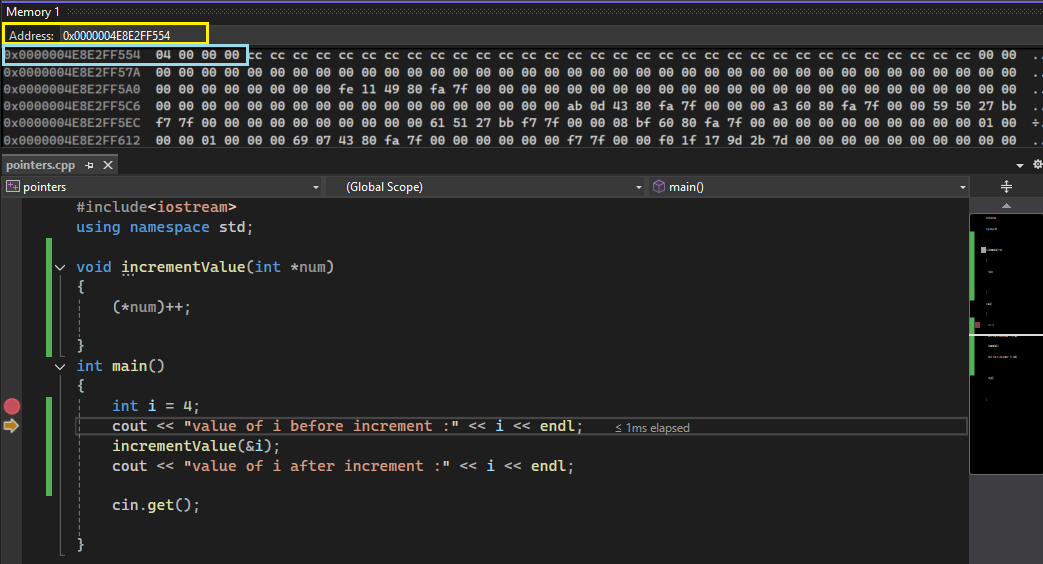 Memory 1
Address: 0x0000004E8E2FF554
0x0000004E8E2FF554 04 00 00 00 cc cc cc cc cc cc cc cc cc cc cc cc cc cc cc cc cc cc cc cc cc cc cc cc cc cc cc cc cc cc cc cc 00 00 ..
0x0000004E8E2FF57A 00 00 00 00 00 00 00 00 00 00 00 00 00 00 00 00 00 00 00 00 00 00 00 00 00 00 00 00 00 00 00 00 00 00 00 00 00 00 ..
0x0000004E8E2FF5A0 00 00 00 00 00 00 00 00 fe 11 49 80 fa 7f 00 00 00 00 00 00 00 00 00 00 00 00 00 00 00 00 00 00 00 00 00 00 00 00 ..
0x0000004E8E2FF5C6 00 00 00 00 00 00 00 00 00 00 00 00 00 00 00 00 00 00 ab 0d 43 80 fa 7f 00 00 00 a3 60 80 fa 7f 00 00 59 50 27 bb ..
0x0000004E8E2FF5EC f7 7f 00 00 00 00 00 00 00 00 00 00 61 51 27 bb f7 7f 00 00 08 bf 60 80 fa 7f 00 00 00 00 00 00 00 00 00 00 01 00 ÷.
0x0000004E8E2FF612 00 00 01 00 00 00 69 07 43 80 fa 7f 00 00 00 00 00 00 f7 7f 00 00 f0 1f 17 9d 2b 7d 00 00 00 00 00 00 00 00 00 00 ..
pointers.cpp
pointers (Global Scope) main()
#include<iostream>
using namespace std;
void incrementValue(int *num)
{
(*num)++;
}
int main()
{
int i = 4;
cout << "value of i before increment :" << i << endl; ≤ 1ms elapsed
incrementValue(&i);
cout << "value of i after increment :" << i << endl;
cin.get();
}